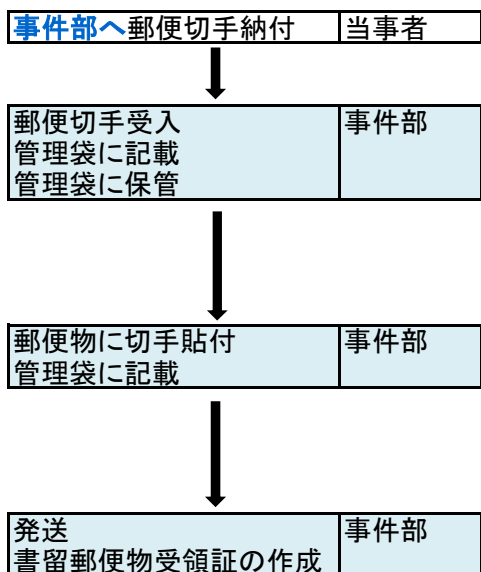 事件部へ郵便切手納付 当事者
郵便切手受入 事件部
管理袋に記載
管理袋に保管
郵便物に切手貼付 事件部
管理袋に記載
発送 事件部
書留郵便物受領証の作成